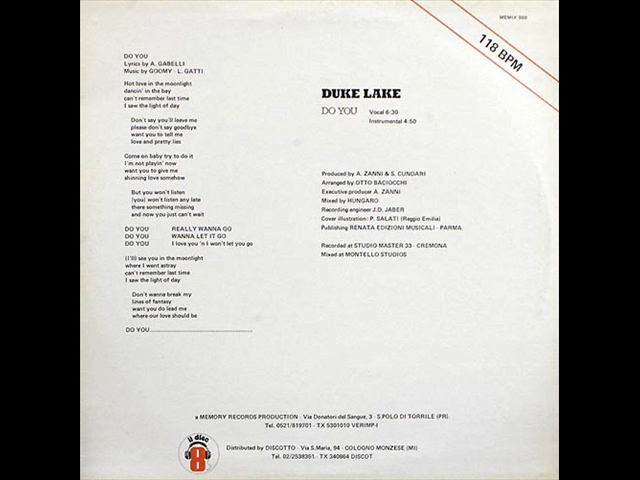 MEMIX 009
118 BPM
DO YOU
Lyrics by A. GABELLI
Music by GOOMY - L. GATTI
Hot love in the moonlight
dancin' in the bay
can't remember last time
I saw the light of day
Don't say you'll leave me
please don't say goodbye
want you to tell me
love and pretty lies
Come on baby try to do it
I'm not playin' now
want you to give me
shinning love somehow
But you won't listen
(you) won't listen any late
there something missing
and now you just can't wait
DO YOU REALLY WANNA GO
DO YOU WANNA LET IT GO
DO YOU I love you 'n I won't let you go
(I'll) see you in the moonlight
where I want astray
can't remember last time
I saw the light of day
Don't wanna break my
lines of fantasy
want you do lead me
where our love should be
DO YOU..............................
DUKE LAKE
DO YOU Vocal 6:39
Instrumental 4:50
Produced by A. ZANNI & S. CUNDARI
Arranged by OTTO BACIOCCHI
Executive producer A. ZANNI
Mixed by HUNGARO
Recording engineer J.D. JABER
Cover illustration: P. SALATI (Reggio Emilia)
Publishing RENATA EDIZIONI MUSICALI - PARMA
Recorded at STUDIO MASTER 33 - CREMONA
Mixed at MONTELLO STUDIOS
a MEMORY RECORDS PRODUCTION - Via Donatori del Sangue, 3 - S.POLO DI TORRILE (PR)
Tel. 0521/819701 - TX 5301010 VERIMP-I
il disc
8
Distributed by DISCOTTO - Via S.Maria, 94 - COLOGNO MONZESE (MI)
Tel. 02/2538351 - TX 340864 DISCOT